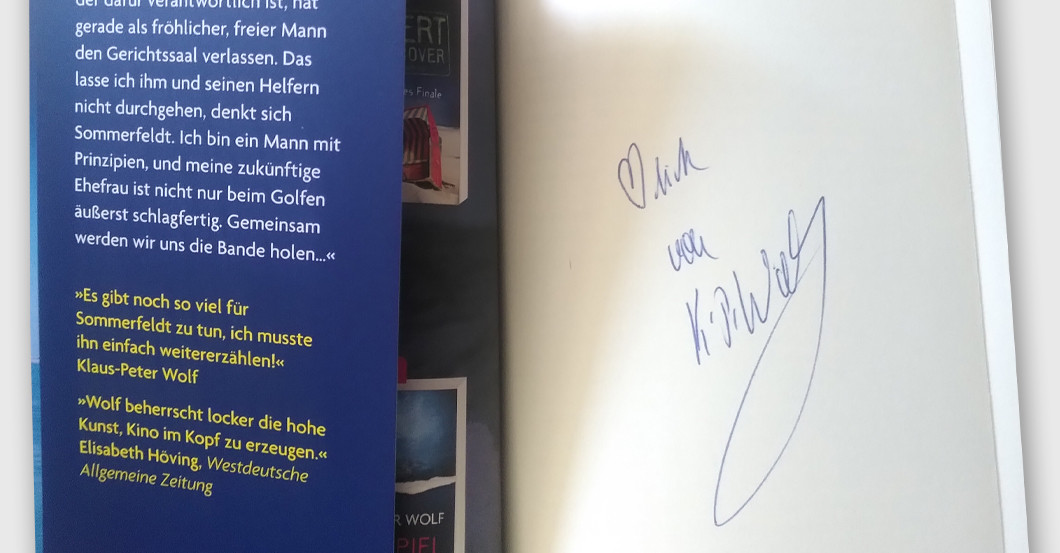 der dafür verantwortlich ist, hat
gerade als fröhlicher, freier Mann
den Gerichtssaal verlassen. Das
lasse ich ihm und seinen Helfern
nicht durchgehen, denkt sich
Sommerfeldt. Ich bin ein Mann mit
Prinzipien, und meine zukünftige
Ehefrau ist nicht nur beim Golfen
äußerst schlagfertig. Gemeinsam
werden wir uns die Bande holen...«
»Es gibt noch so viel für
Sommerfeldt zu tun, ich musste
ihn einfach weitererzählen!«
Klaus-Peter Wolf
»Wolf beherrscht locker die hohe
Kunst, Kino im Kopf zu erzeugen.«
Elisabeth Höving, Westdeutsche
Allgemeine Zeitung
ERT
OVER
es Finale
R WOLF
PIEL
♡lich
von
K.P. Wolf